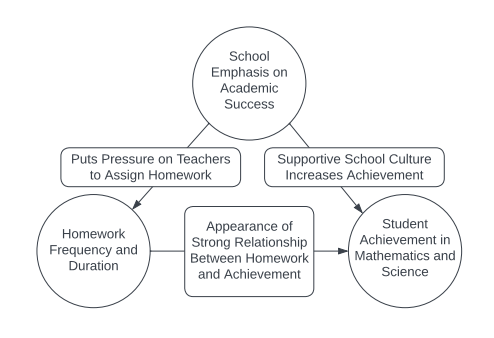 School
Emphasis on
Academic
Success
Puts Pressure on Teachers
to Assign Homework
Supportive School Culture
Increases Achievement
Homework
Frequency and
Duration
Appearance of
Strong Relationship
Between Homework
and Achievement
Student
Achievement in
Mathematics and
Science